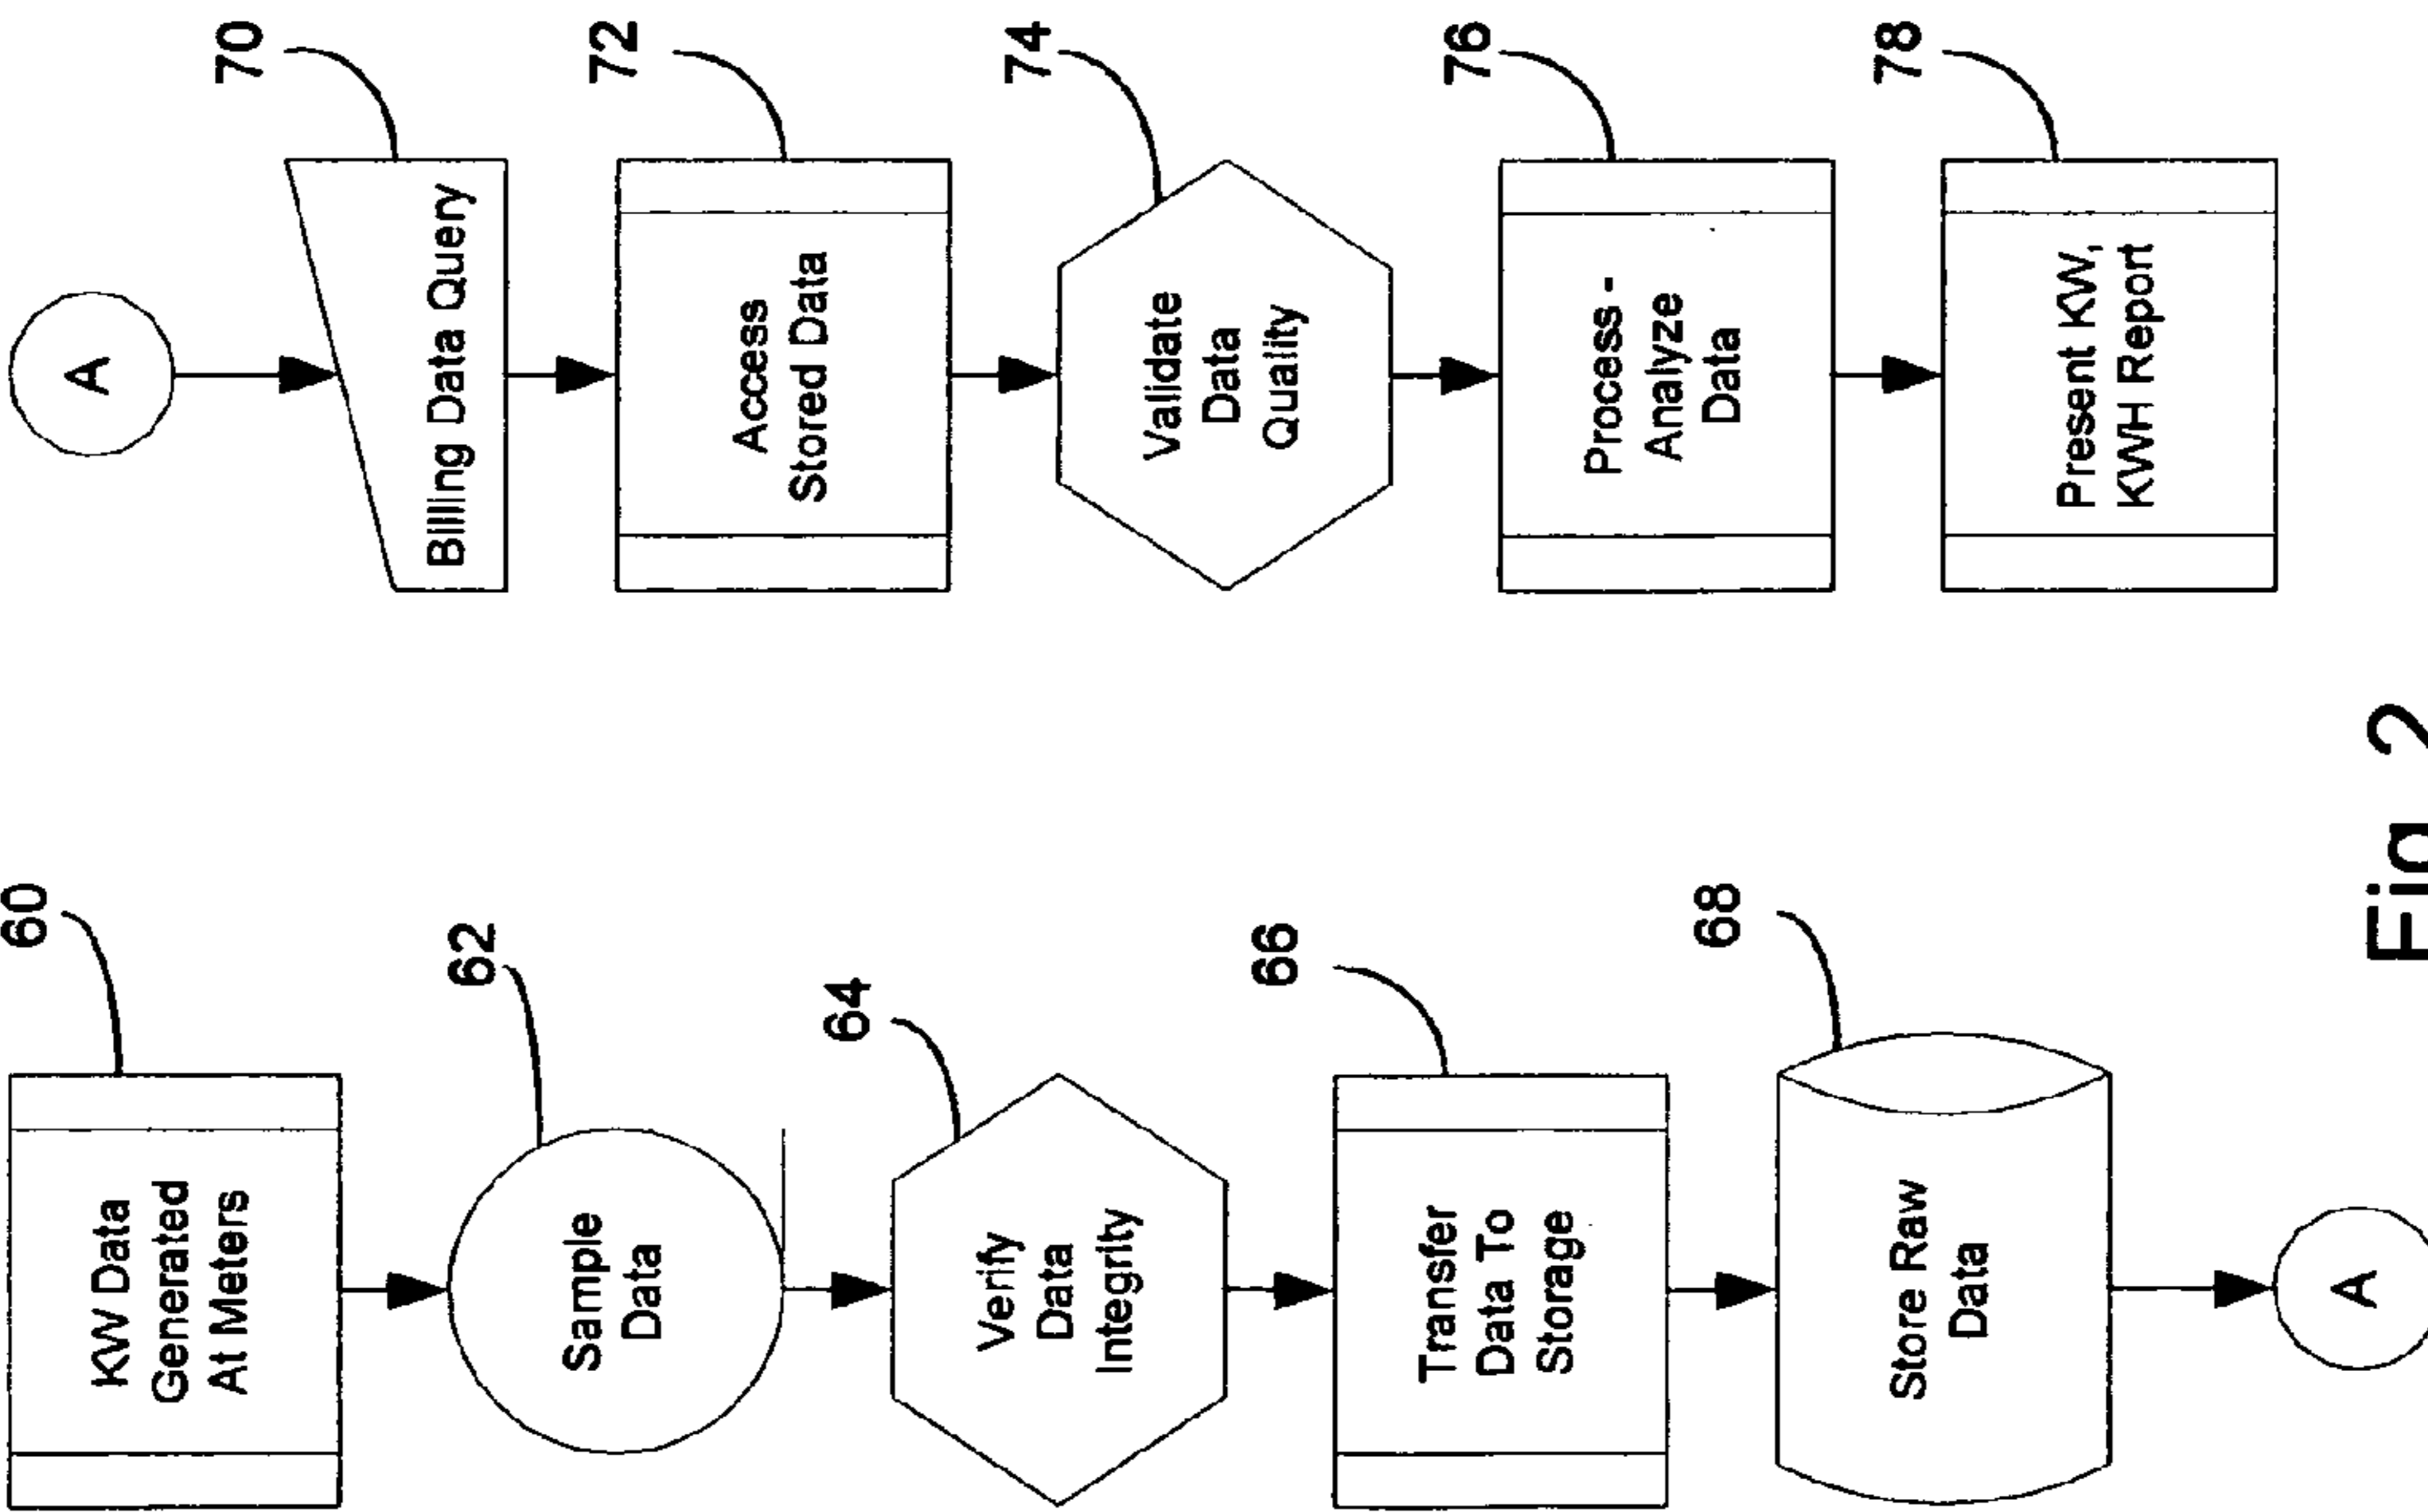 60
KW Data
Generated
At Meters
62
Sample
Data
64
Verify
Data
Integrity
66
Transfer
Data To
Storage
68
Store Raw
Data
A
A
70
Billing Data Query
72
Access
Stored Data
74
Validate
Data
Quality
76
Process -
Analyze
Data
78
Present KW,
KWH Report
Fig. 2